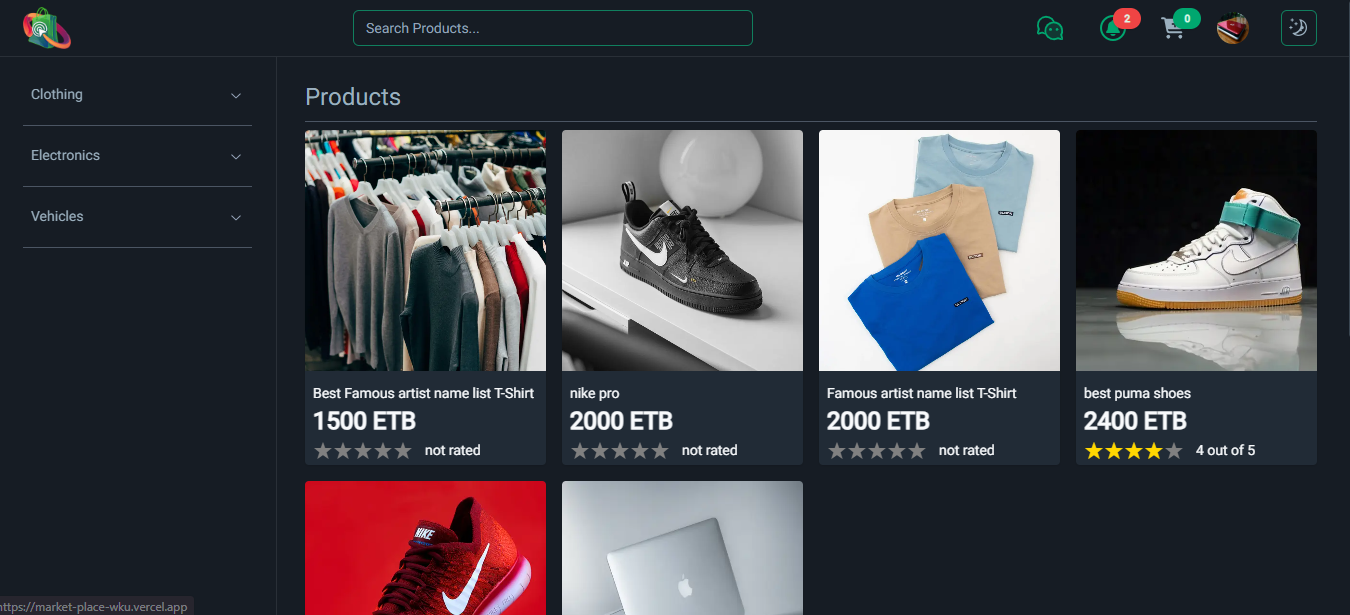 Search Products...
2
0
Clothing
Electronics
Vehicles
Products
Best Famous artist name list T-Shirt
1500 ETB
not rated
nike pro
2000 ETB
not rated
Famous artist name list T-Shirt
2000 ETB
not rated
best puma shoes
2400 ETB
4 out of 5
NIKE
https://market-place-wku.vercel.app